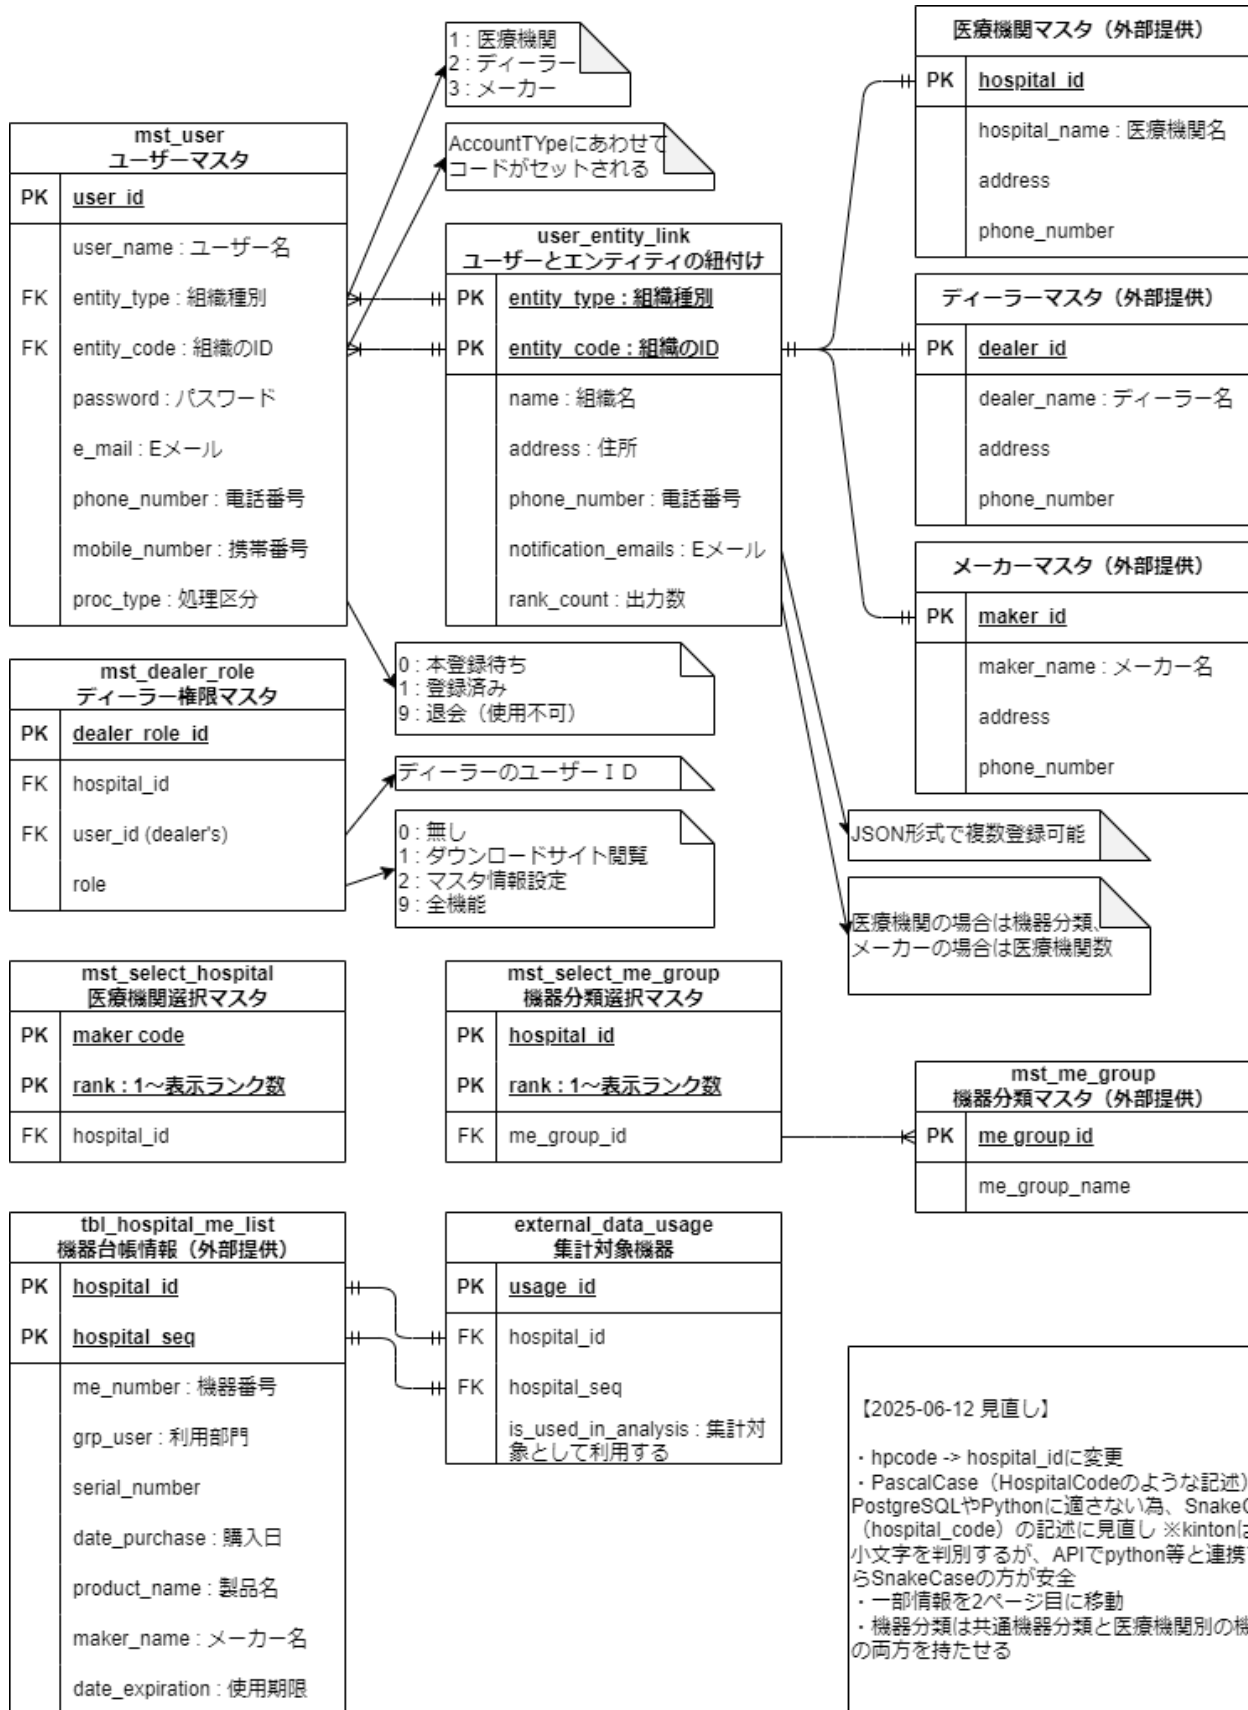 1 : 医療機関
2 : ディーラー
3 : メーカー
AccountTYpeにあわせて
コードがセットされる
mst_user
ユーザーマスタ
PK user_id
user_name : ユーザー名
FK entity_type : 組織種別
FK entity_code : 組織のID
password : パスワード
e_mail : Eメール
phone_number : 電話番号
mobile_number : 携帯番号
proc_type : 処理区分
user_entity_link
ユーザーとエンティティの紐付け
PK entity_type : 組織種別
PK entity_code : 組織のID
name : 組織名
address : 住所
phone_number : 電話番号
notification_emails : Eメール
rank_count : 出力数
医療機関マスタ（外部提供）
PK hospital_id
hospital_name : 医療機関名
address
phone_number
ディーラーマスタ（外部提供）
PK dealer_id
dealer_name : ディーラー名
address
phone_number
メーカーマスタ（外部提供）
PK maker_id
maker_name : メーカー名
address
phone_number
mst_dealer_role
ディーラー権限マスタ
PK dealer_role_id
FK hospital_id
FK user_id (dealer's)
role
0 : 本登録待ち
1 : 登録済み
9 : 退会（使用不可）
ディーラーのユーザーＩＤ
0 : 無し
1 : ダウンロードサイト閲覧
2 : マスタ情報設定
9 : 全機能
JSON形式で複数登録可能
医療機関の場合は機器分類、
メーカーの場合は医療機関数
mst_select_hospital
医療機関選択マスタ
PK maker code
PK rank : 1～表示ランク数
FK hospital_id
mst_select_me_group
機器分類選択マスタ
PK hospital_id
PK rank : 1～表示ランク数
FK me_group_id
mst_me_group
機器分類マスタ（外部提供）
PK me group id
me_group_name
tbl_hospital_me_list
機器台帳情報（外部提供）
PK hospital_id
PK hospital_seq
me_number : 機器番号
grp_user : 利用部門
serial_number
date_purchase : 購入日
product_name : 製品名
maker_name : メーカー名
date_expiration : 使用期限
external_data_usage
集計対象機器
PK usage_id
FK hospital_id
FK hospital_seq
is_used_in_analysis : 集計対
象として利用する
【2025-06-12 見直し】
・hpcode -> hospital_idに変更
・PascalCase（HospitalCodeのような記述）
PostgreSQLやPythonに適さない為、Snake
（hospital_code）の記述に見直し ※kintonは
小文字を判別するが、APIでpython等と連携
らSnakeCaseの方が安全
・一部情報を2ページ目に移動
・機器分類は共通機器分類と医療機関別の機
の両方を持たせる